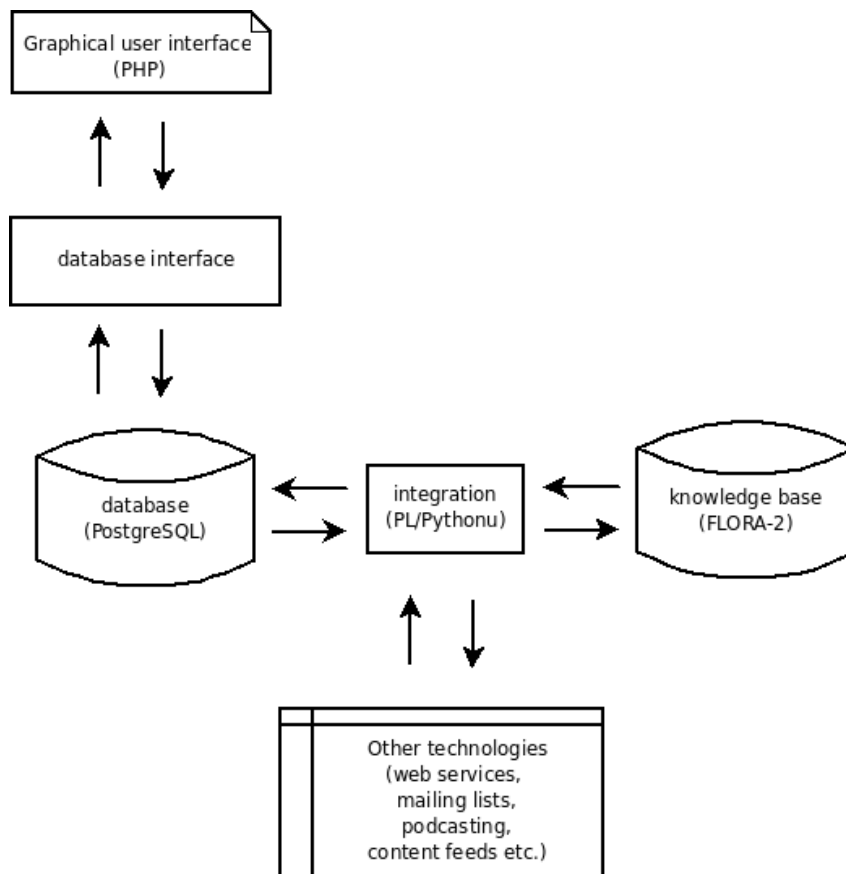 Graphical user interface
(PHP)
database interface
database
(PostgreSQL)
integration
(PL/Pythonu)
knowledge base
(FLORA-2)
Other technologies
(web services,
mailing lists,
podcasting,
content feeds etc.)